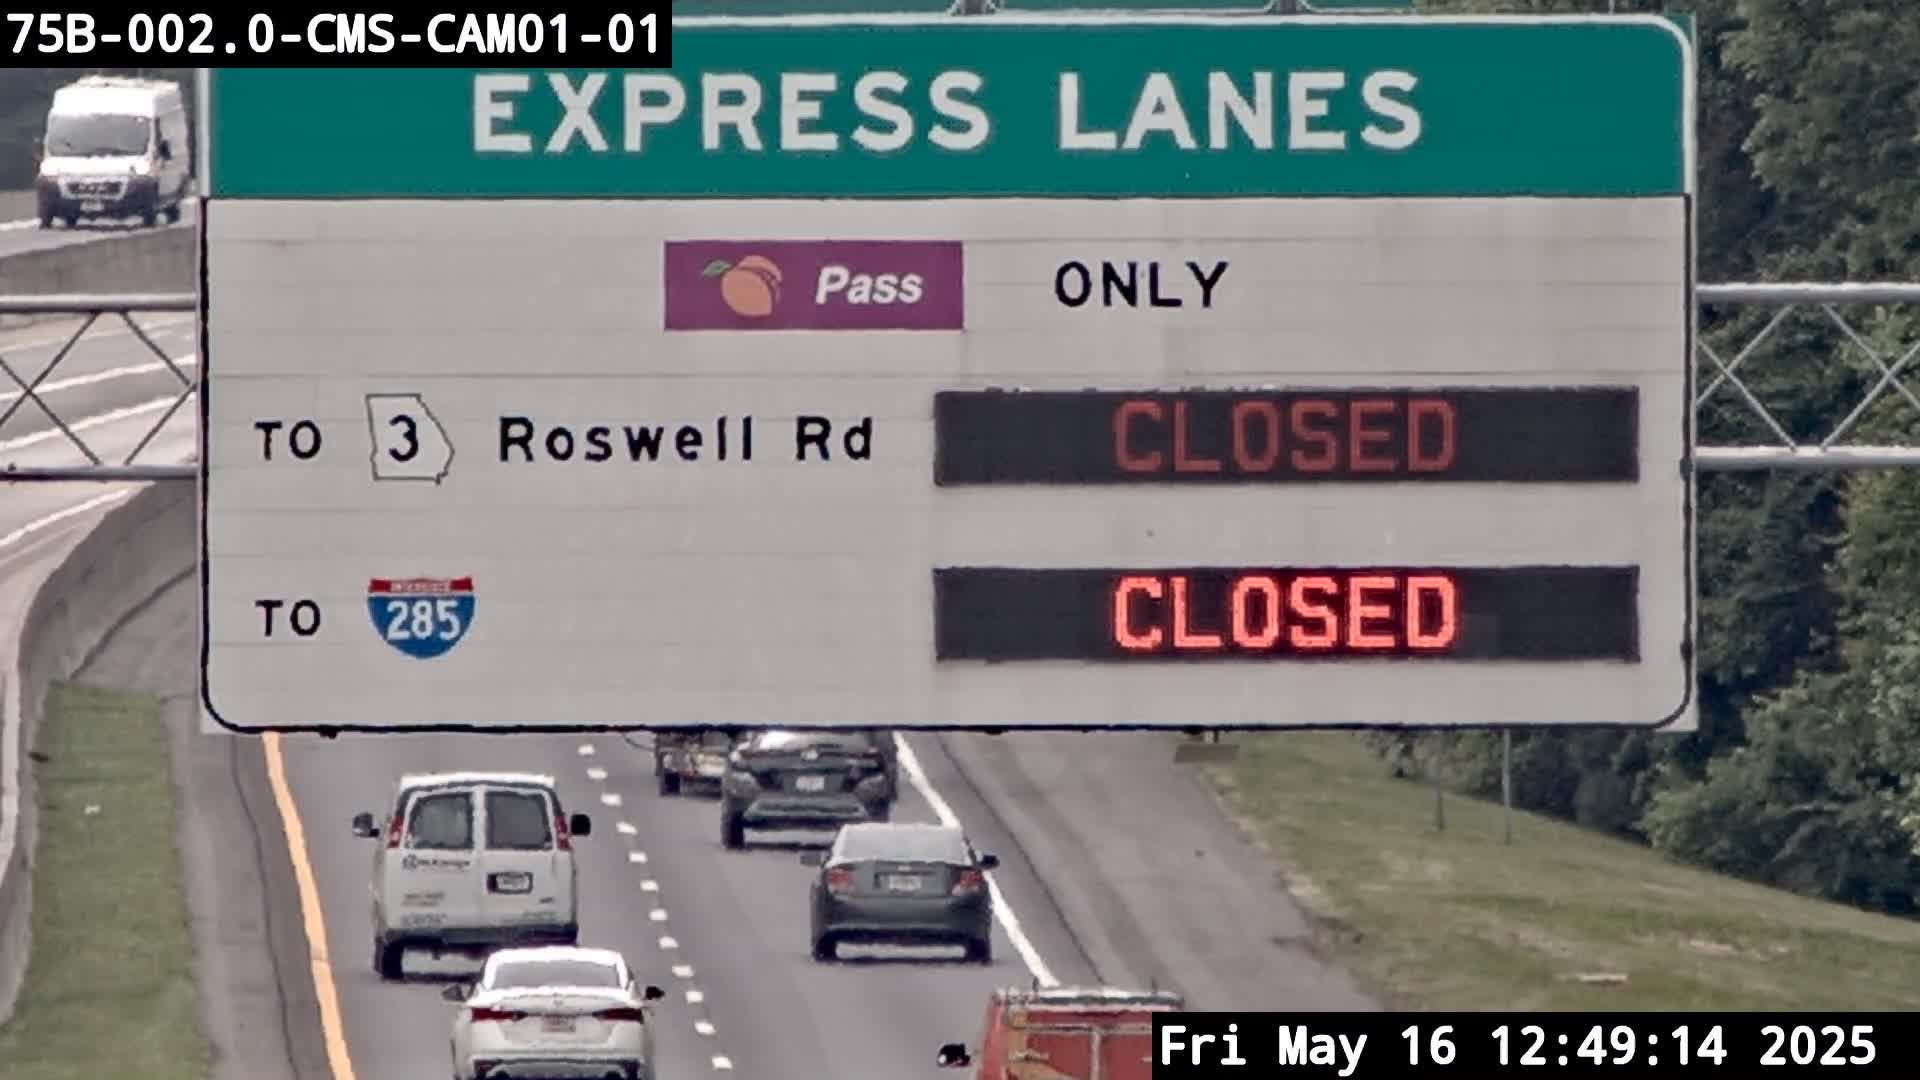 75B-002.0-CMS-CAM01-01
EXPRESS LANES
Pass ONLY
TO 3 Roswell Rd CLOSED
TO 285 CLOSED
Fri May 16 12:49:14 2025